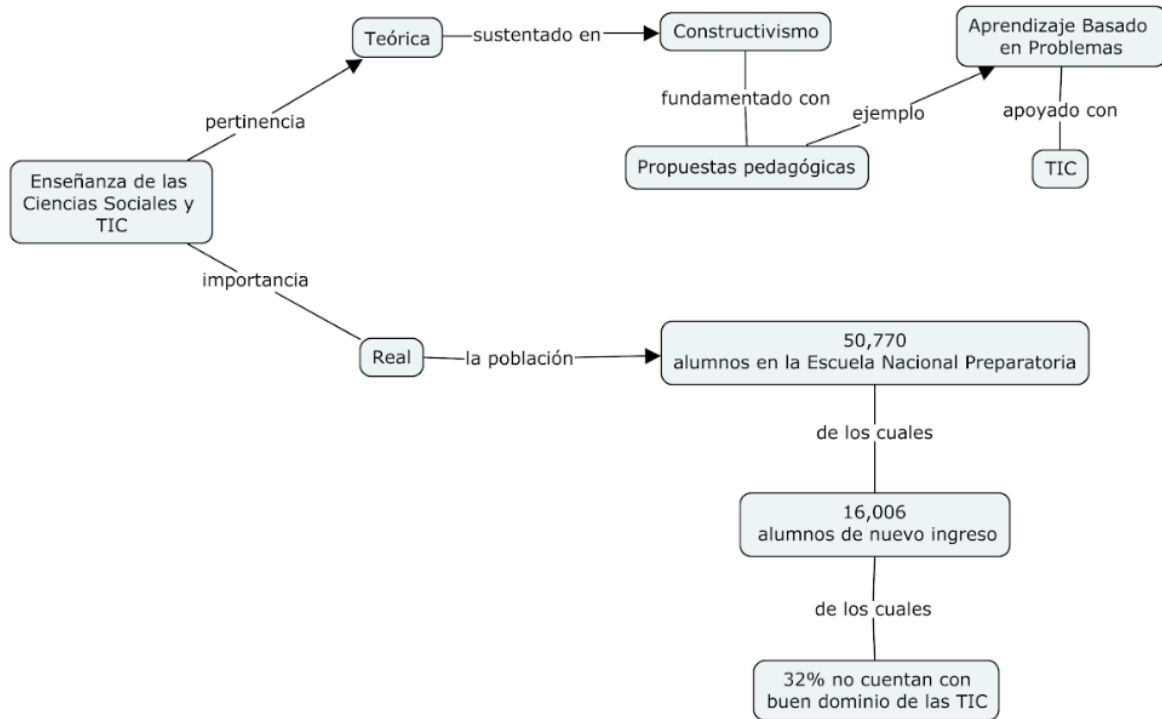 Teórica
sustentado en
Constructivismo
Aprendizaje Basado
en Problemas
fundamentado con
ejemplo
apoyado con
pertinencia
Propuestas pedagógicas
TIC
Enseñanza de las
Ciencias Sociales y
TIC
importancia
Real
la población
50,770
alumnos en la Escuela Nacional Preparatoria
de los cuales
16,006
alumnos de nuevo ingreso
de los cuales
32% no cuentan con
buen dominio de las TIC